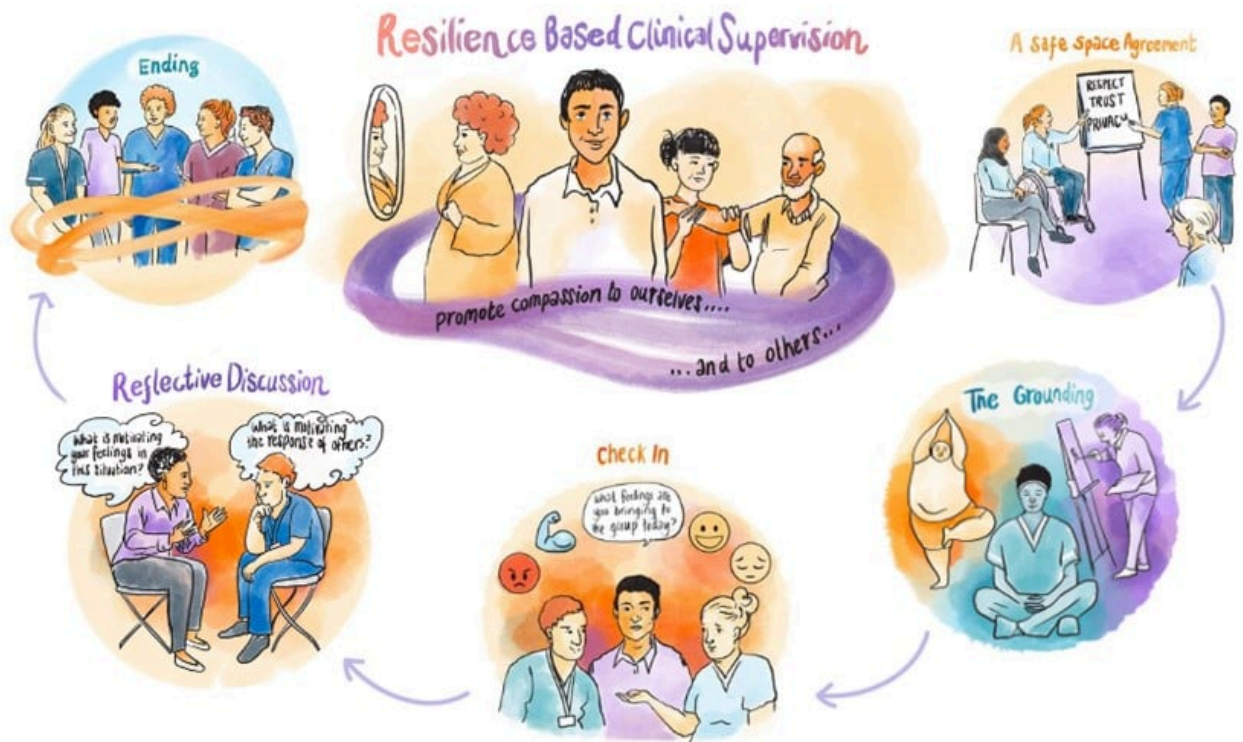 Resilience Based Clinical Supervision
promote compassion to ourselves....
...and to others...
A safe space Agreement
RESPECT
TRUST
PRIVACY
The Grounding
Check In
What feelings are
you bringing to
the group today?
Reflective Discussion
What is motivating
your feelings in
this situation?
What is motivating
the response of others?
Ending